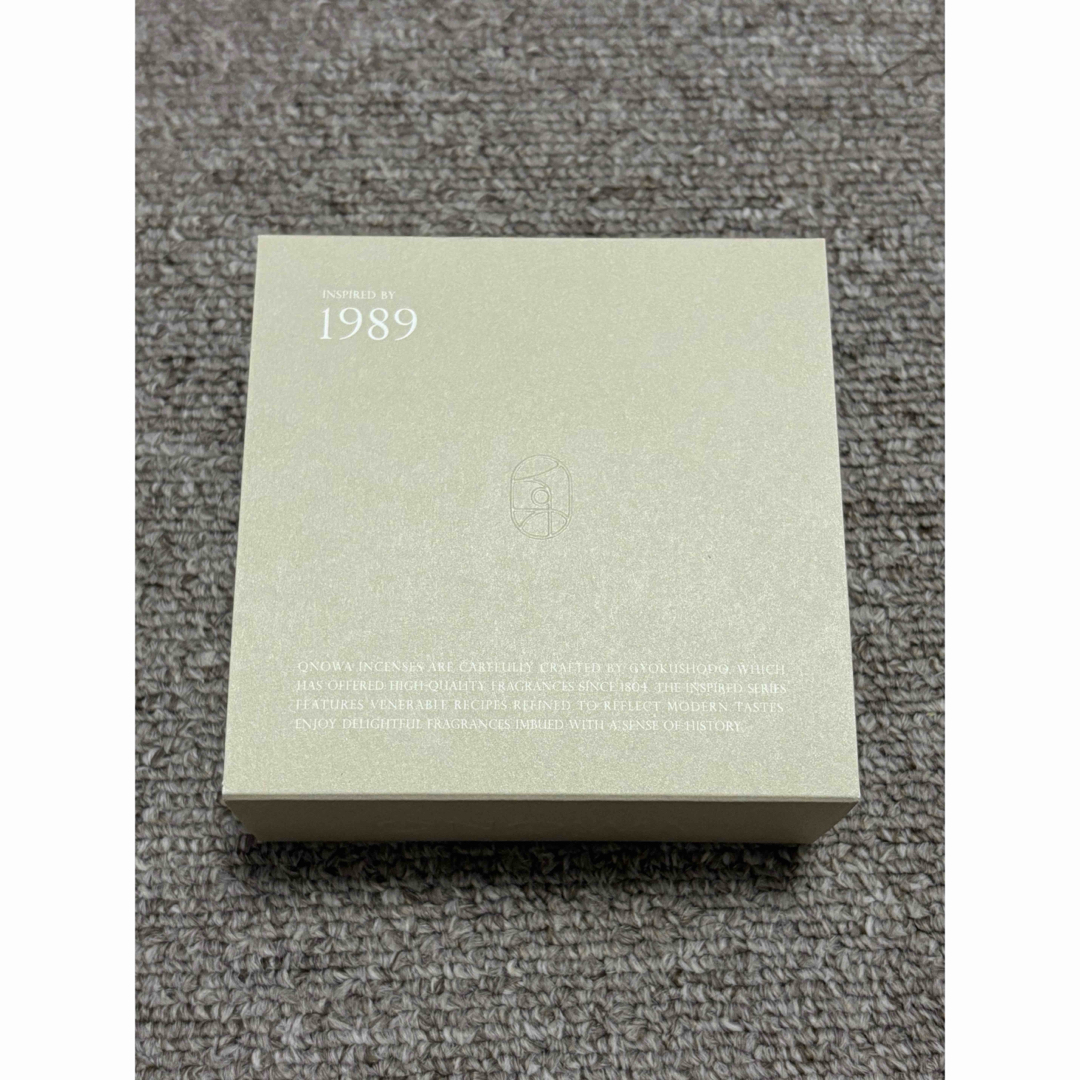 INSPIRED BY
1989
QNOWA INCENSES ARE CAREFULLY CRAFTED BY GYOKUSHODO, WHICH
HAS OFFERED HIGH-QUALITY FRAGRANCES SINCE 1804. THE INSPIRED SERIES
FEATURES VENERABLE RECIPES REFINED TO REFLECT MODERN TASTES.
ENJOY DELIGHTFUL FRAGRANCES IMBUED WITH A SENSE OF HISTORY.